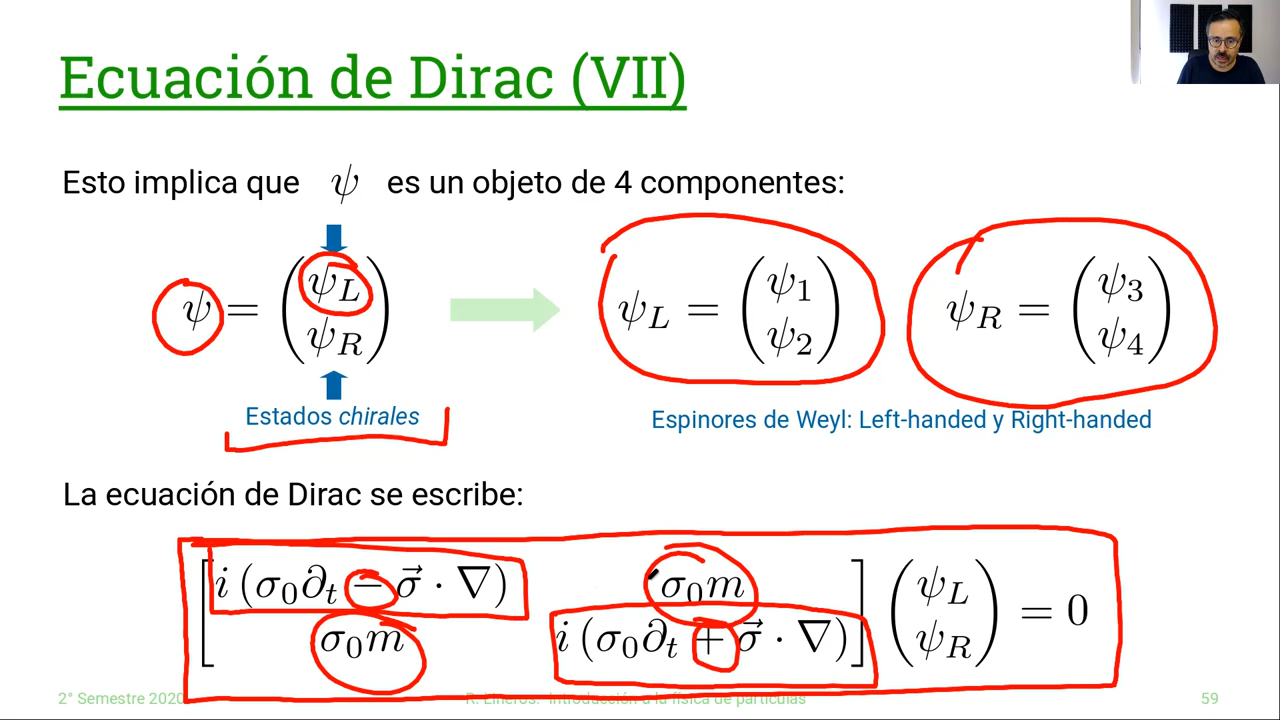 Ecuación de Dirac (VII)
Esto implica que ψ es un objeto de 4 componentes:
ψ = (ψ_L ψ_R)
ψ_L = (ψ_1 ψ_2)
ψ_R = (ψ_3 ψ_4)
Estados chirales
Espinores de Weyl: Left-handed y Right-handed
La ecuación de Dirac se escribe:
[i (σ_0 ∂_t − σ⃗ · ∇) σ_0 m
σ_0 m i (σ_0 ∂_t + σ⃗ · ∇)] (ψ_L ψ_R) = 0
2° Semestre 2020
R. Lineros: Introducción a la física de partículas
59